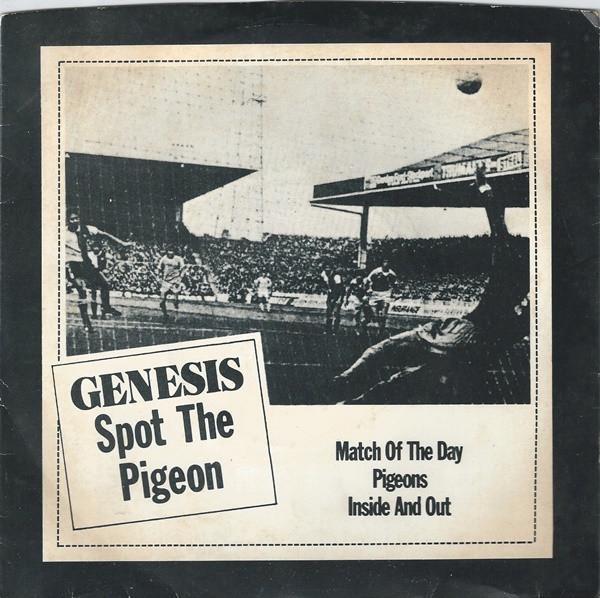 GENESIS
Spot The
Pigeon
Match Of The Day
Pigeons
Inside And Out